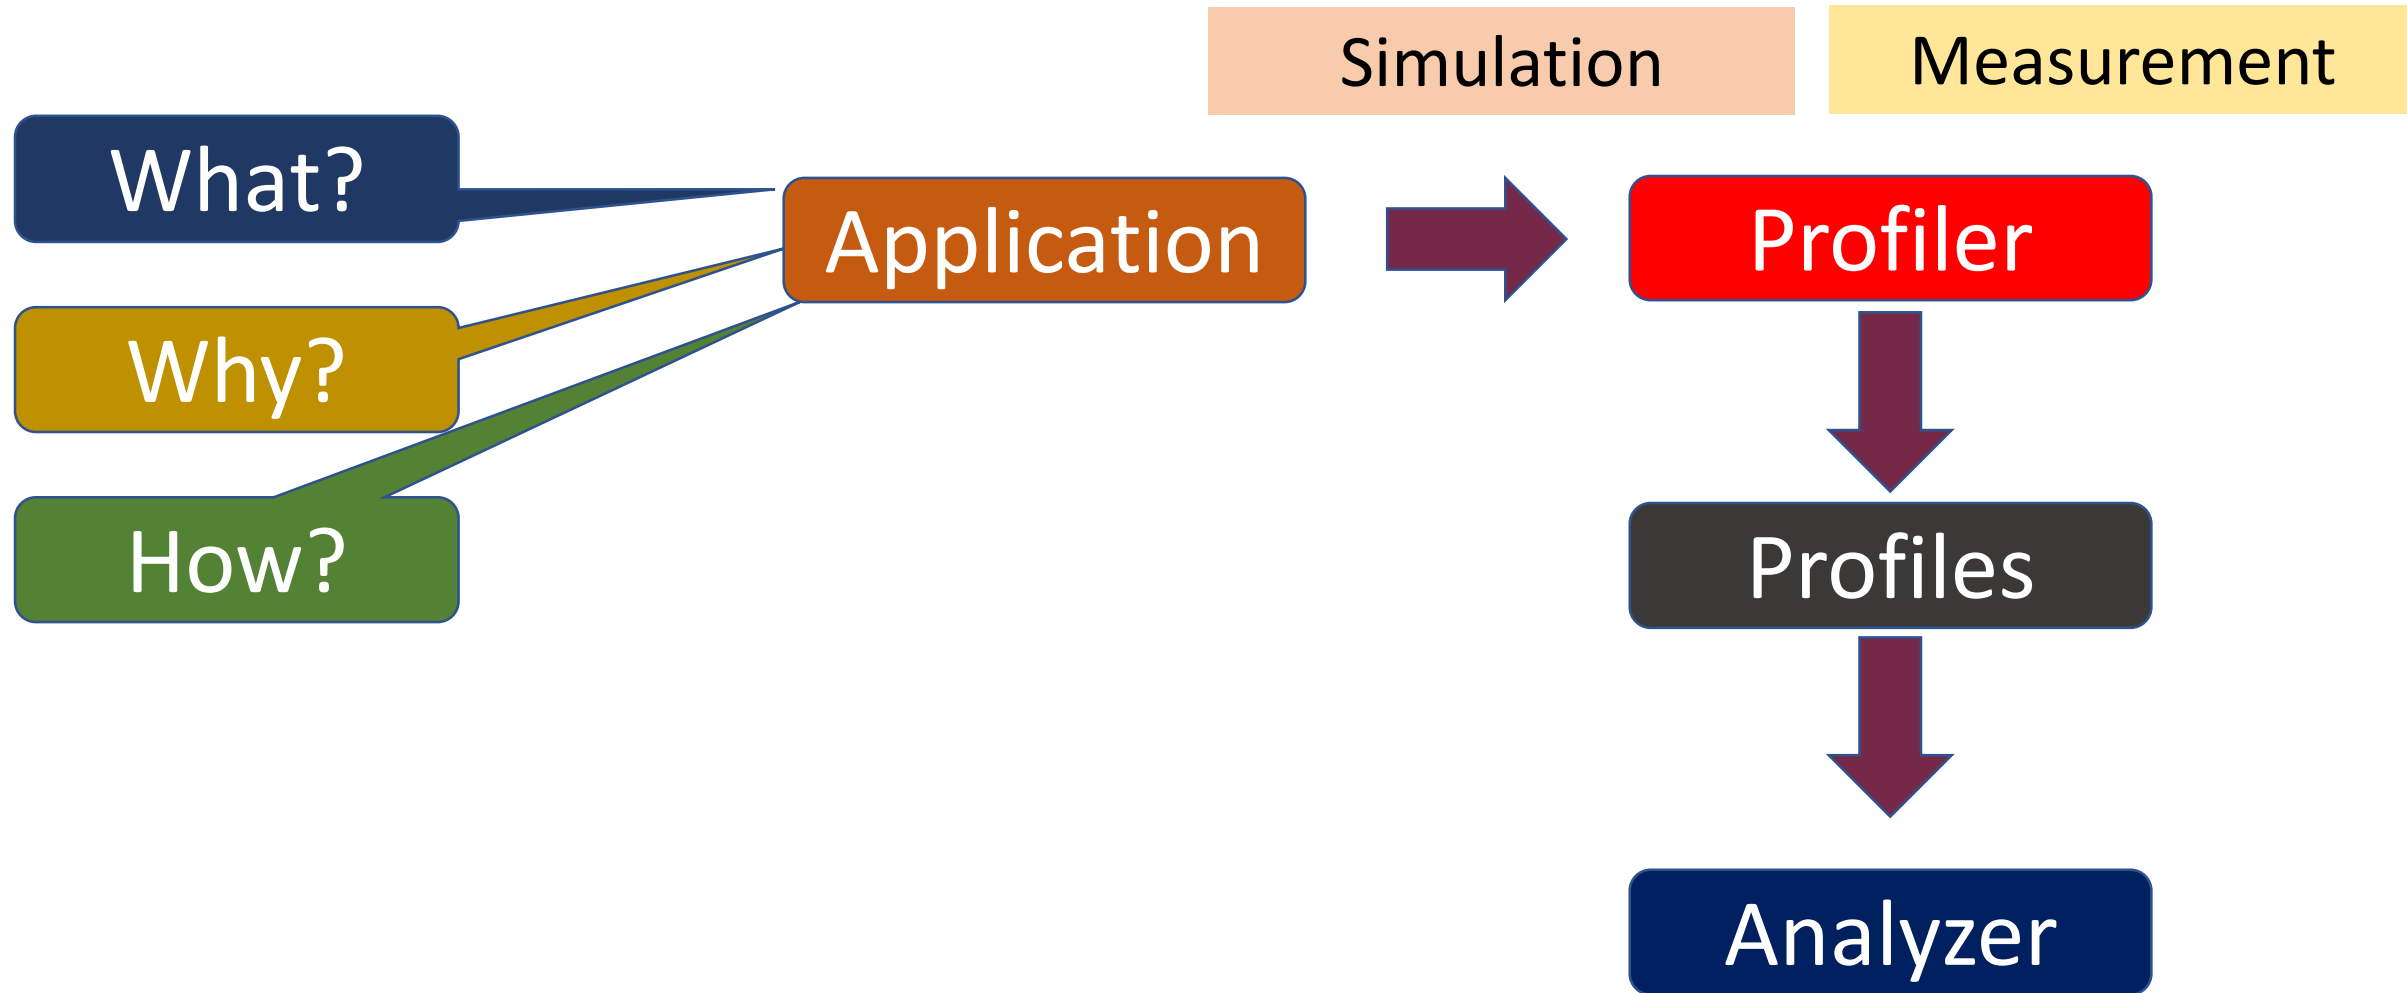 Simulation
Measurement
What?
Application
Profiler
Why?
How?
Profiles
Analyzer